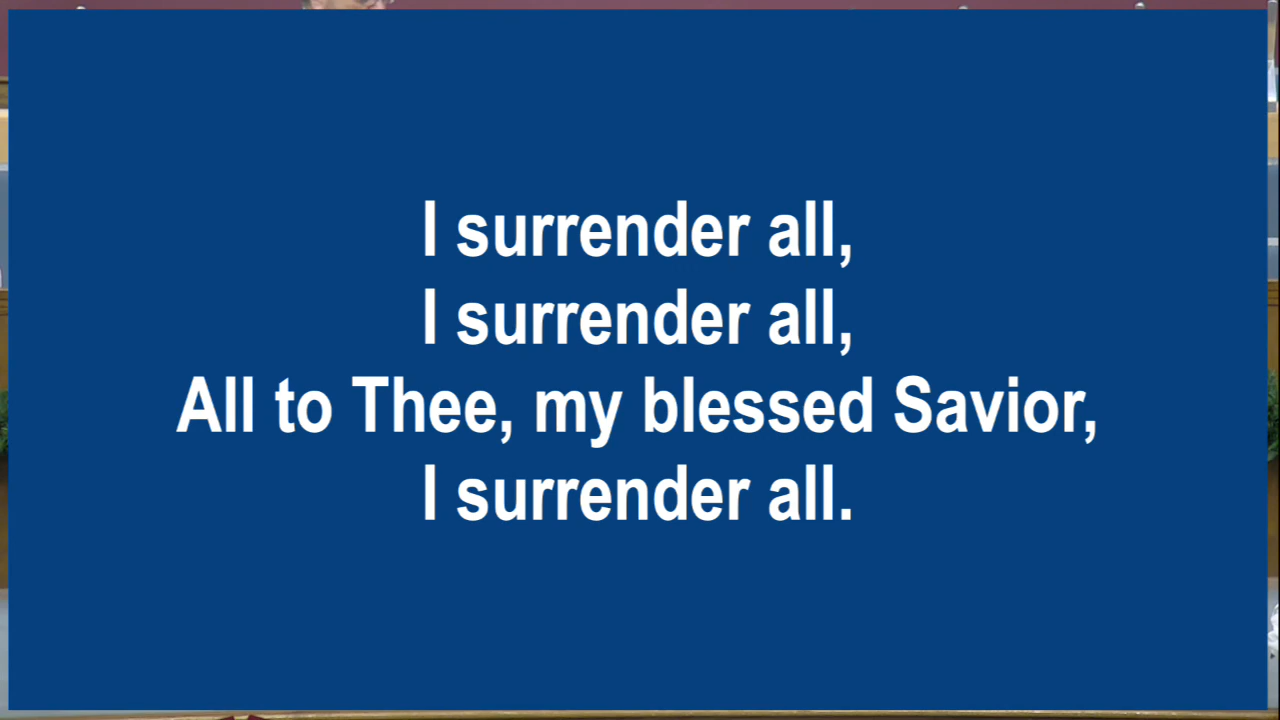 I surrender all,
I surrender all,
All to Thee, my blessed Savior,
I surrender all.